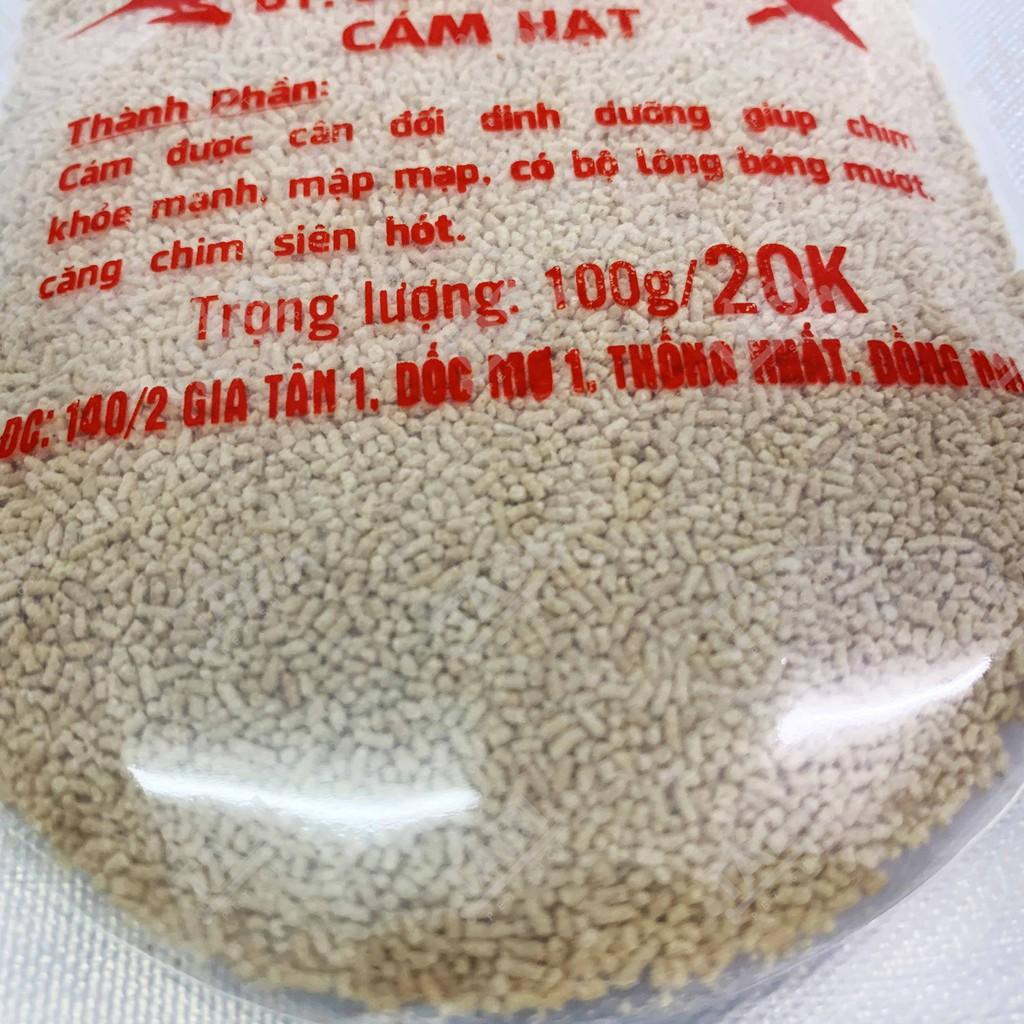 CÁM HẠT
Thành Phần:
Cám được cân đối dinh dưỡng giúp chim
khỏe mạnh, mập mạp, có bộ lông bóng mượt,
căng chim siên hót.
Trọng lượng: 100g/20K
ĐC: 140/2 GIA TÂN 1, DỐC MƠ 1, THỐNG NHẤT, ĐỒNG NAI